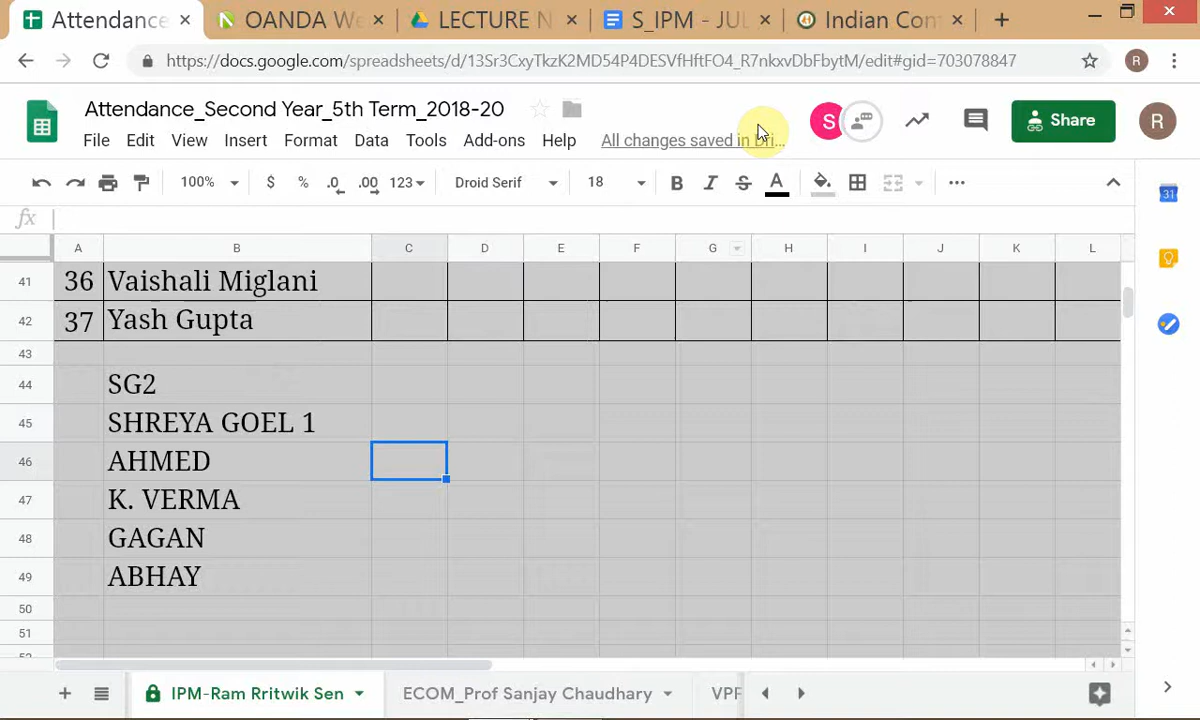 Attendance
OANDA We
LECTURE N
S_IPM - JUL
Indian Con
https://docs.google.com/spreadsheets/d/13Sr3CxyTkzK2MD54P4DESVfHftFO4_R7nkxvDbFbytM/edit#gid=703078847
R
Attendance_Second Year_5th Term_2018-20
S
Share
R
File Edit View Insert Format Data Tools Add-ons Help All changes saved in Dri...
100% $ % .0 .00 123 Droid Serif 18 B I S A
31
fx
A B C D E F G H I J K L
41 36 Vaishali Miglani
42 37 Yash Gupta
43
44 SG2
45 SHREYA GOEL 1
46 AHMED
47 K. VERMA
48 GAGAN
49 ABHAY
50
51
52
IPM-Ram Rritwik Sen
ECOM_Prof Sanjay Chaudhary